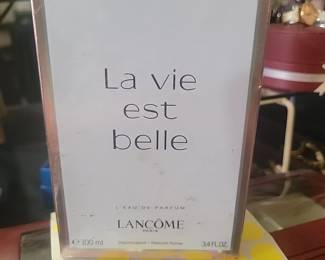 La vie
est
belle
L'EAU DE PARFUM
LANCÔME
PARIS
℮ 100 ml
3.4 FL.OZ.